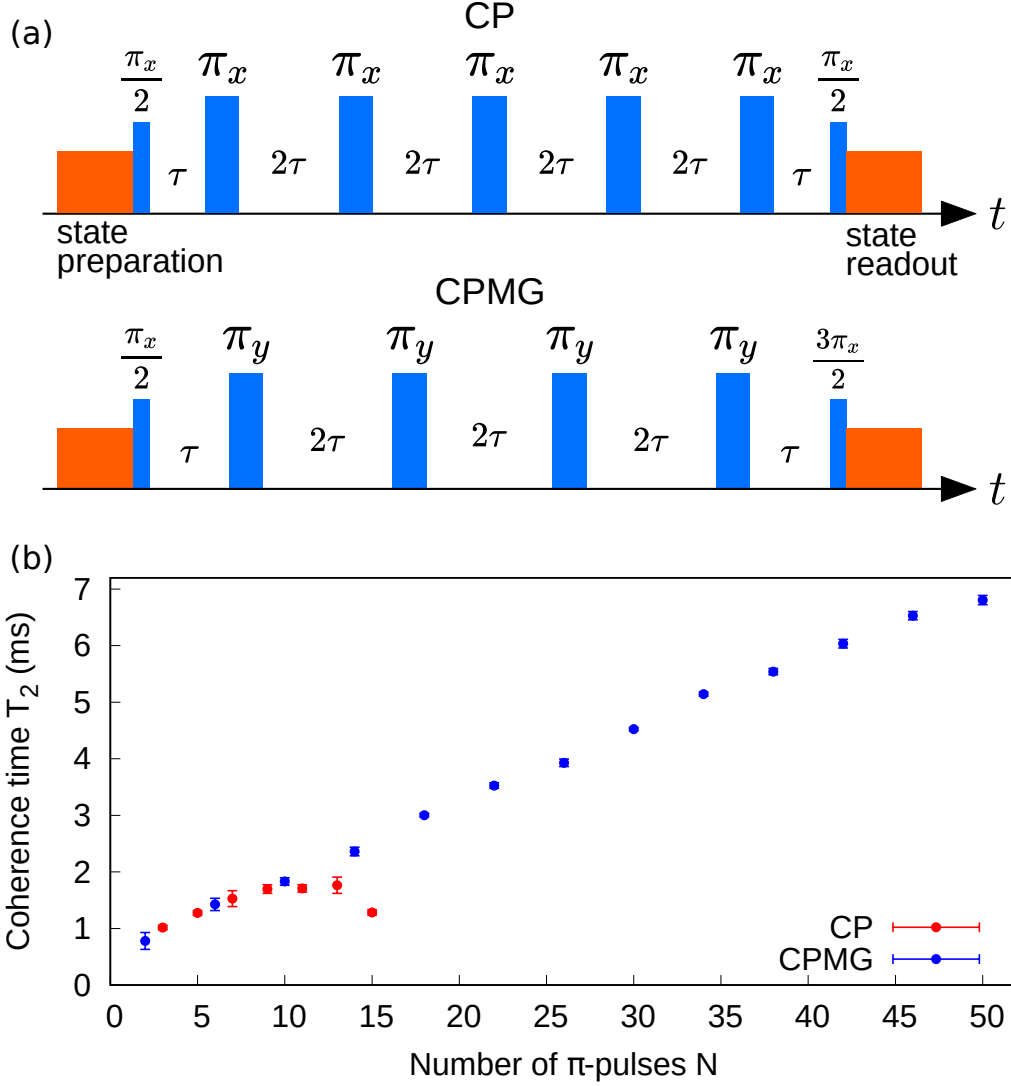 (a)
CP
π_x/2 π_x π_x π_x π_x π_x π_x/2
τ 2τ 2τ 2τ 2τ τ
t
state
preparation
state
readout
CPMG
π_x/2 π_y π_y π_y π_y 3π_x/2
τ 2τ 2τ 2τ τ
t
(b)
Coherence time T_2 (ms)
7
6
5
4
3
2
1
0
CP
CPMG
0 5 10 15 20 25 30 35 40 45 50
Number of π-pulses N